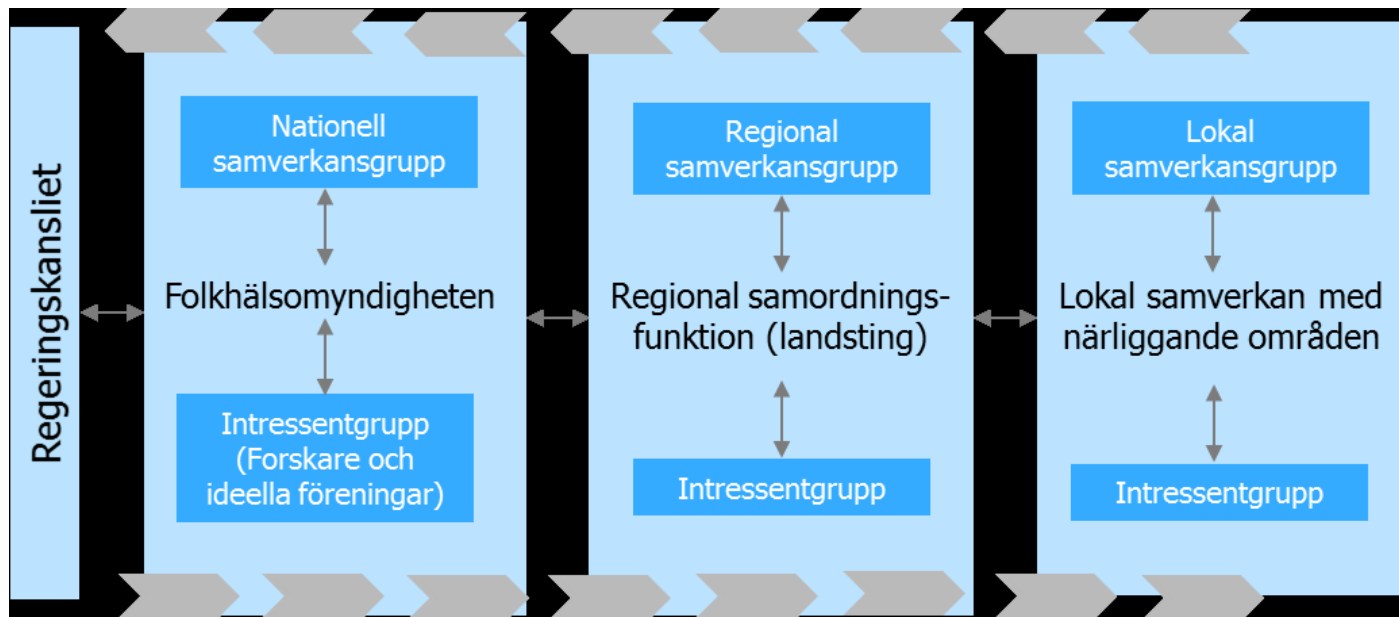 Regeringskansliet
Nationell
samverkansgrupp
Folkhälsomyndigheten
Intressentgrupp
(Forskare och
ideella föreningar)
Regional
samverkansgrupp
Regional samordnings-
funktion (landsting)
Intressentgrupp
Lokal
samverkansgrupp
Lokal samverkan med
närliggande områden
Intressentgrupp